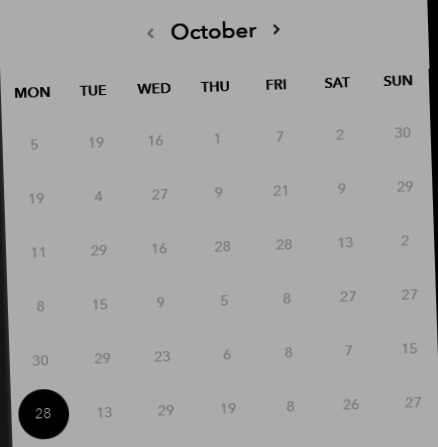 ‹ October ›
MON TUE WED THU FRI SAT SUN
5 19 16 1 7 2 30
19 4 27 9 21 9 29
11 29 16 28 28 13 2
8 15 9 5 8 27 27
30 29 23 6 8 7 15
28 13 29 19 8 26 27